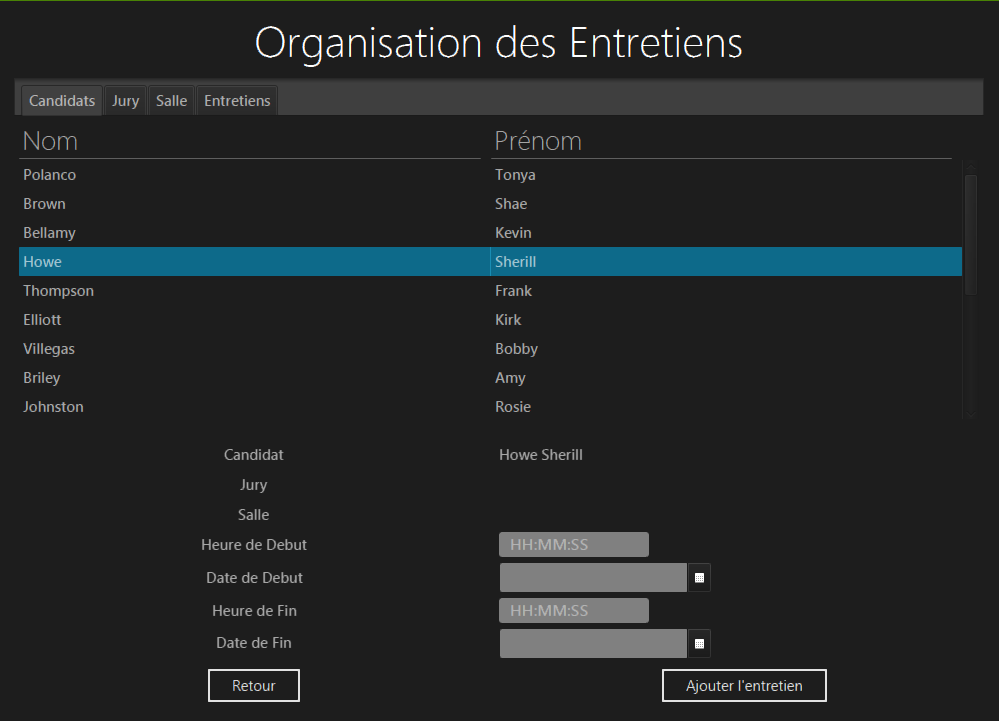 Organisation des Entretiens
Candidats Jury Salle Entretiens
Nom Prénom
Polanco Tonya
Brown Shae
Bellamy Kevin
Howe Sherill
Thompson Frank
Elliott Kirk
Villegas Bobby
Briley Amy
Johnston Rosie
Candidat Howe Sherill
Jury
Salle
Heure de Debut HH:MM:SS
Date de Debut
Heure de Fin HH:MM:SS
Date de Fin
Retour Ajouter l'entretien